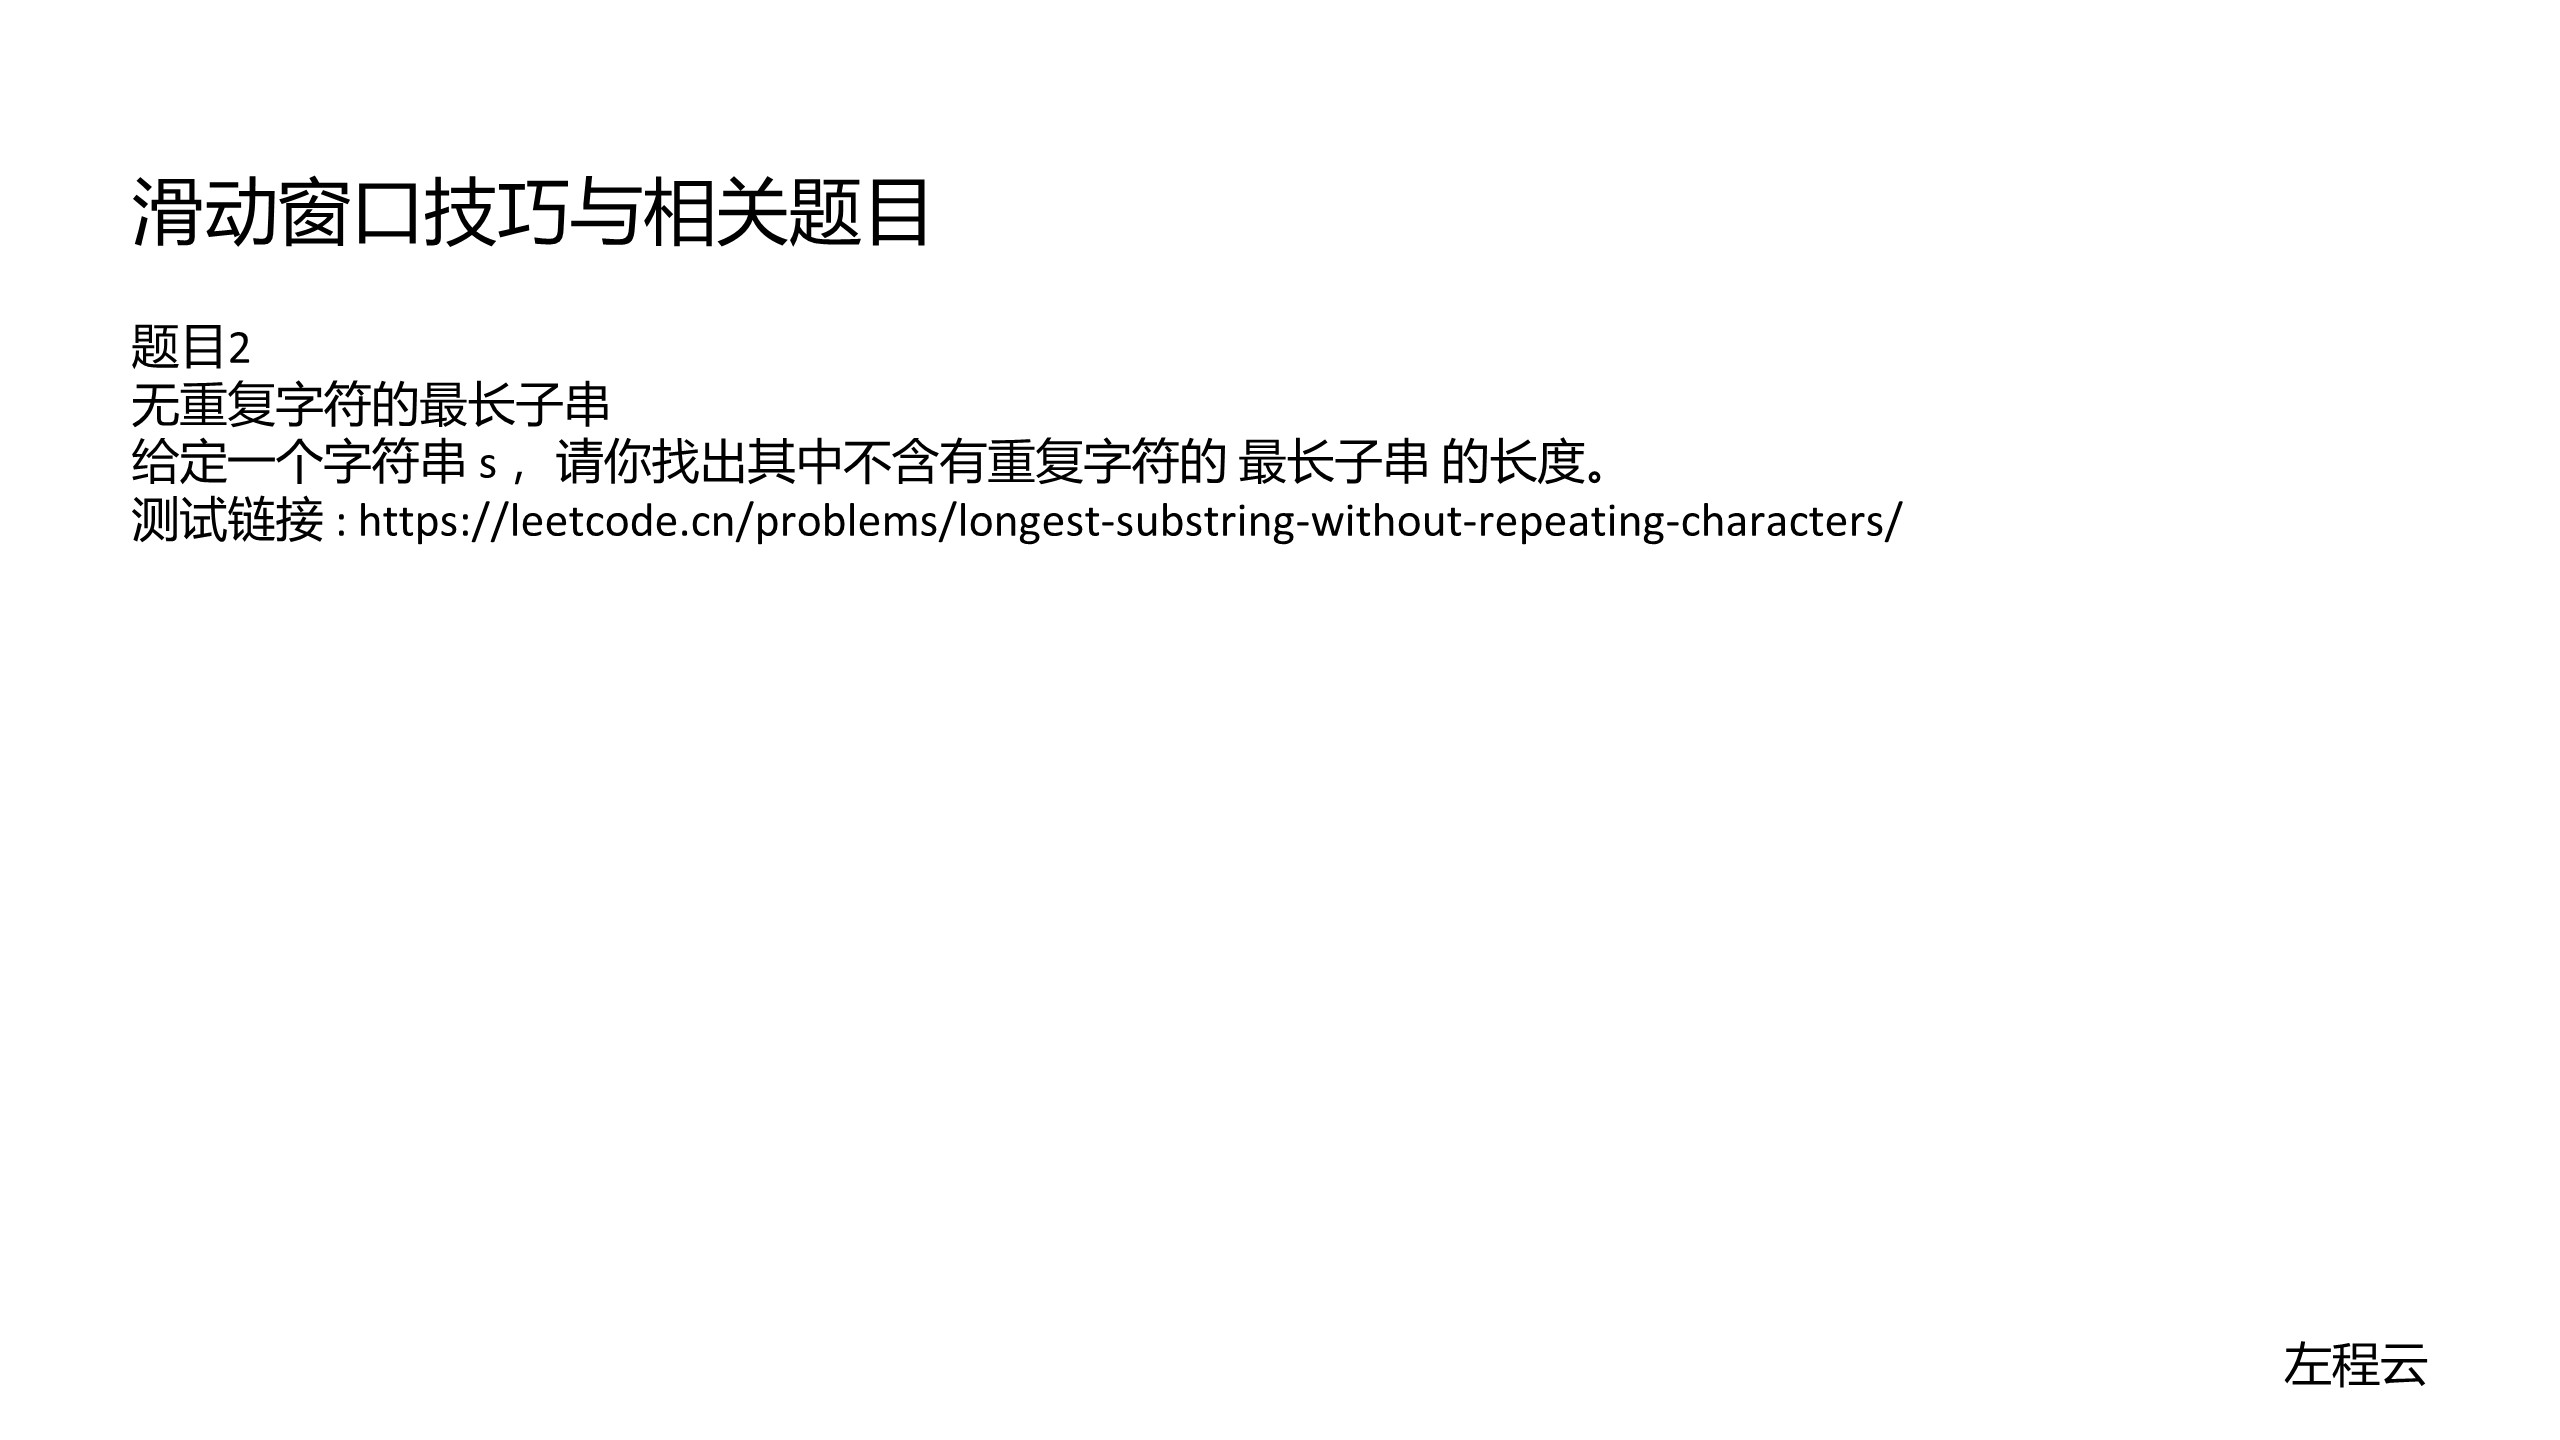 滑动窗口技巧与相关题目
题目2
无重复字符的最长子串
给定一个字符串 s ，请你找出其中不含有重复字符的 最长子串 的长度。
测试链接 : https://leetcode.cn/problems/longest-substring-without-repeating-characters/
左程云